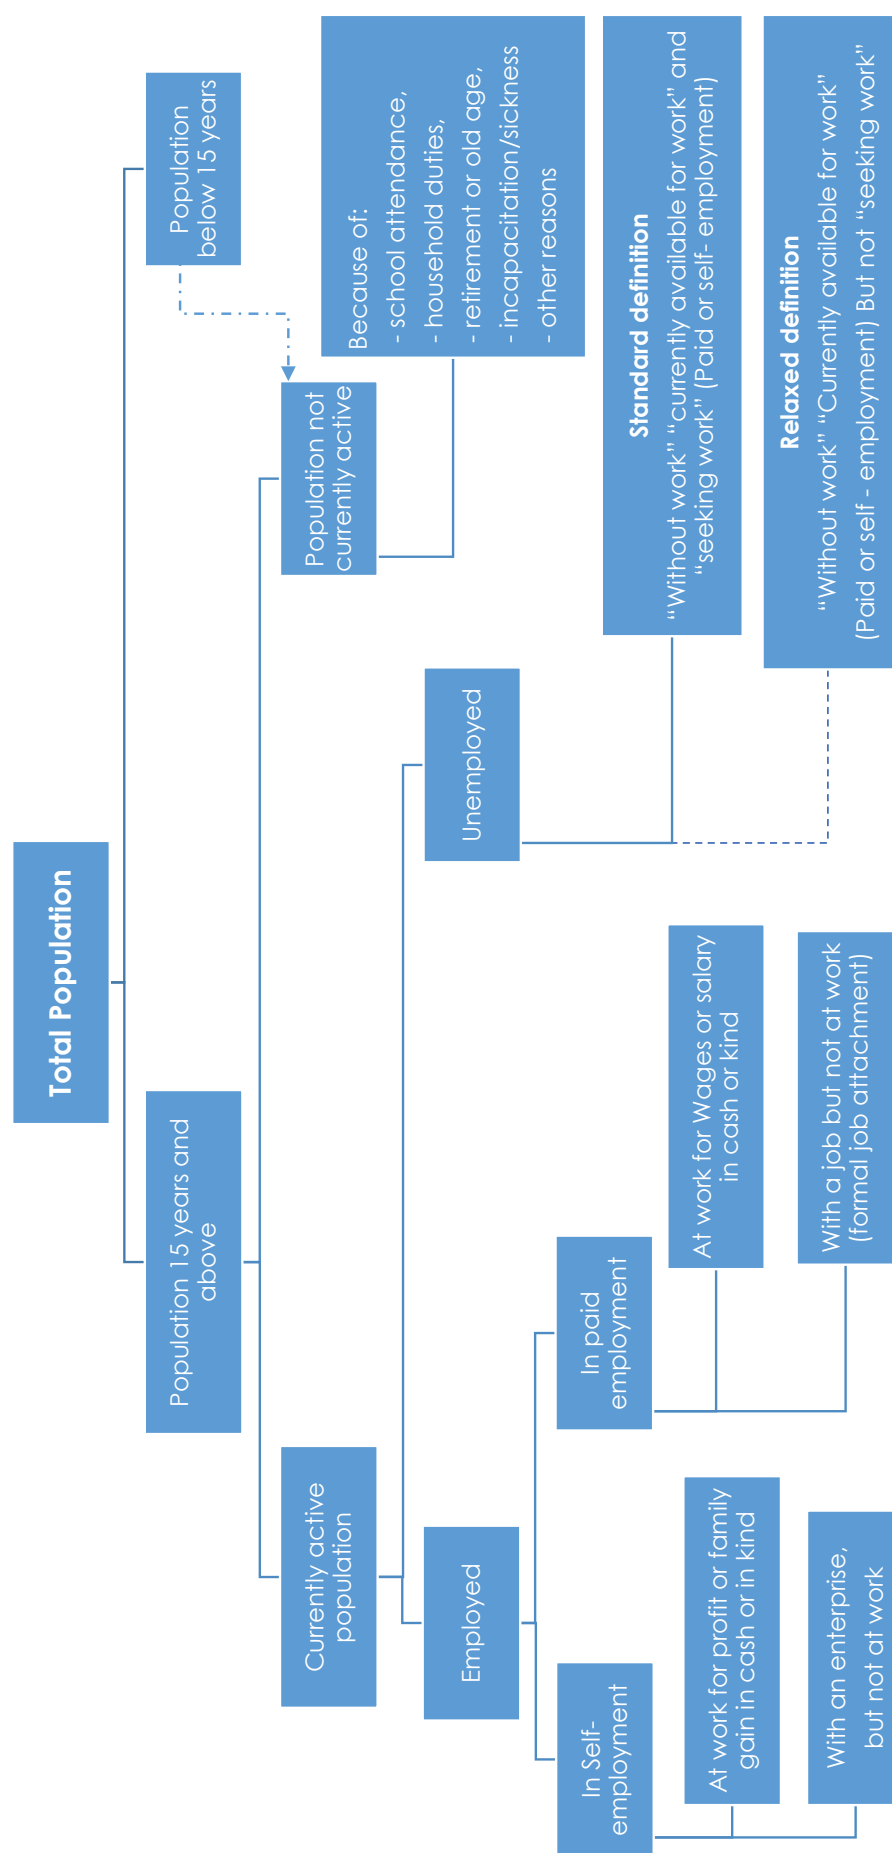 Total Population
Population 15 years and
above
Population
below 15 years
Currently active
population
Population not
currently active
Because of:
- school attendance,
- household duties,
- retirement or old age,
- incapacitation/sickness
- other reasons
Employed
Unemployed
In Self-
employment
In paid
employment
Standard definition
“Without work” “currently available for work” and
“seeking work” (Paid or self- employment)
At work for profit or family
gain in cash or in kind
At work for Wages or salary
in cash or kind
Relaxed definition
“Without work” “Currently available for work”
(Paid or self - employment) But not “seeking work”
With an enterprise,
but not at work
With a job but not at work
(formal job attachment)